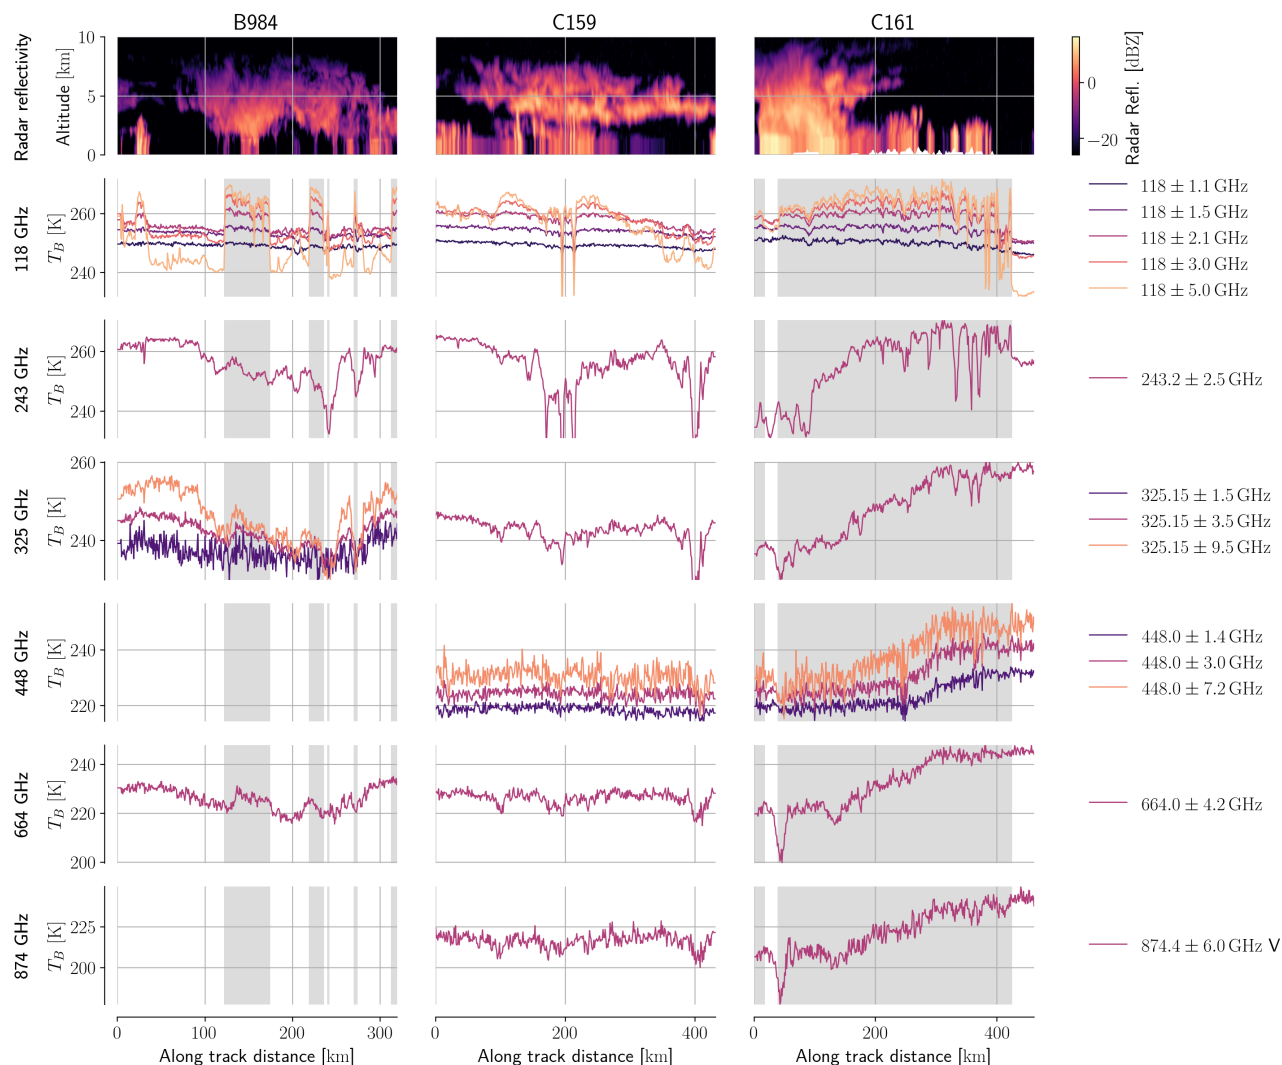 B984
C159
C161
Radar reflectivity
Altitude [km]
10
5
0
0
−20
Radar Refl. [dBZ]
118 GHz
T_B [K]
260
240
118 ± 1.1 GHz
118 ± 1.5 GHz
118 ± 2.1 GHz
118 ± 3.0 GHz
118 ± 5.0 GHz
243 GHz
T_B [K]
260
240
243.2 ± 2.5 GHz
325 GHz
T_B [K]
260
240
325.15 ± 1.5 GHz
325.15 ± 3.5 GHz
325.15 ± 9.5 GHz
448 GHz
T_B [K]
240
220
448.0 ± 1.4 GHz
448.0 ± 3.0 GHz
448.0 ± 7.2 GHz
664 GHz
T_B [K]
240
220
200
664.0 ± 4.2 GHz
874 GHz
T_B [K]
225
200
874.4 ± 6.0 GHz V
0 100 200 300
0 200 400
0 200 400
Along track distance [km]
Along track distance [km]
Along track distance [km]